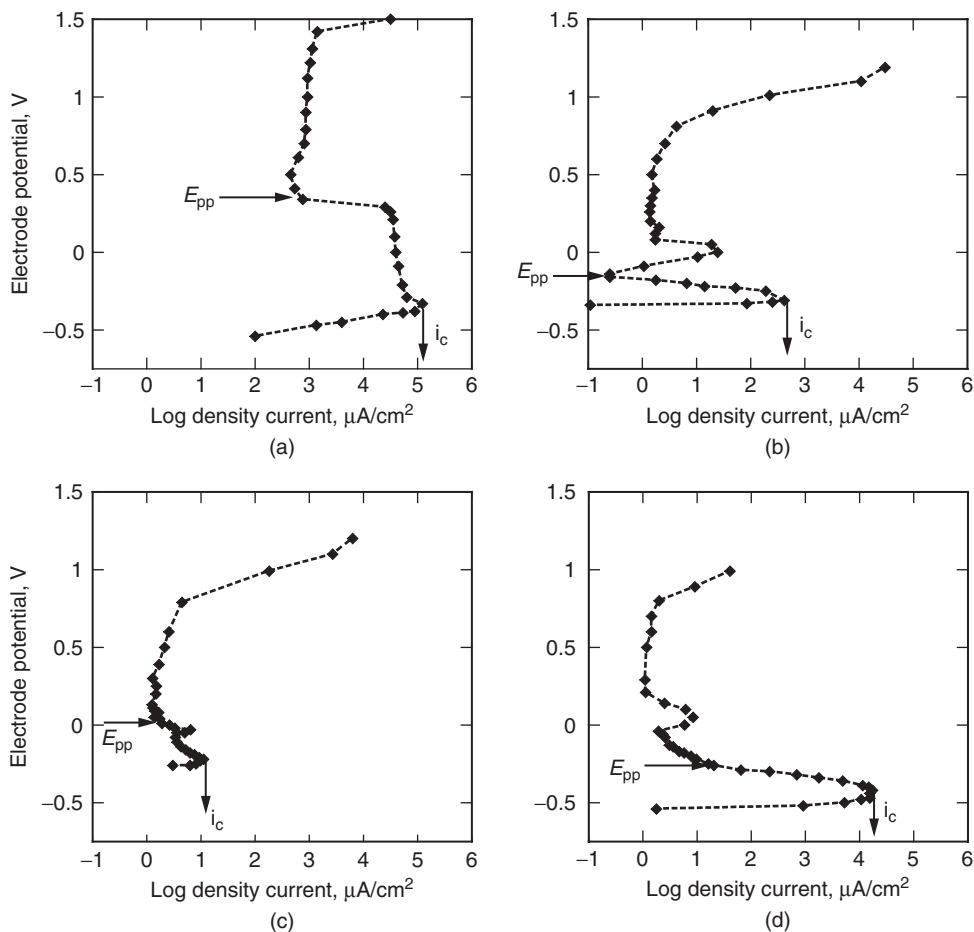 1.5
1
0.5
0
−0.5
Electrode potential, V
E_pp
i_c
−1 0 1 2 3 4 5 6
Log density current, μA/cm²
(a)
1.5
1
0.5
0
−0.5
E_pp
i_c
−1 0 1 2 3 4 5 6
Log density current, μA/cm²
(b)
1.5
1
0.5
0
−0.5
Electrode potential, V
E_pp
i_c
−1 0 1 2 3 4 5 6
Log density current, μA/cm²
(c)
1.5
1
0.5
0
−0.5
E_pp
i_c
−1 0 1 2 3 4 5 6
Log density current, μA/cm²
(d)